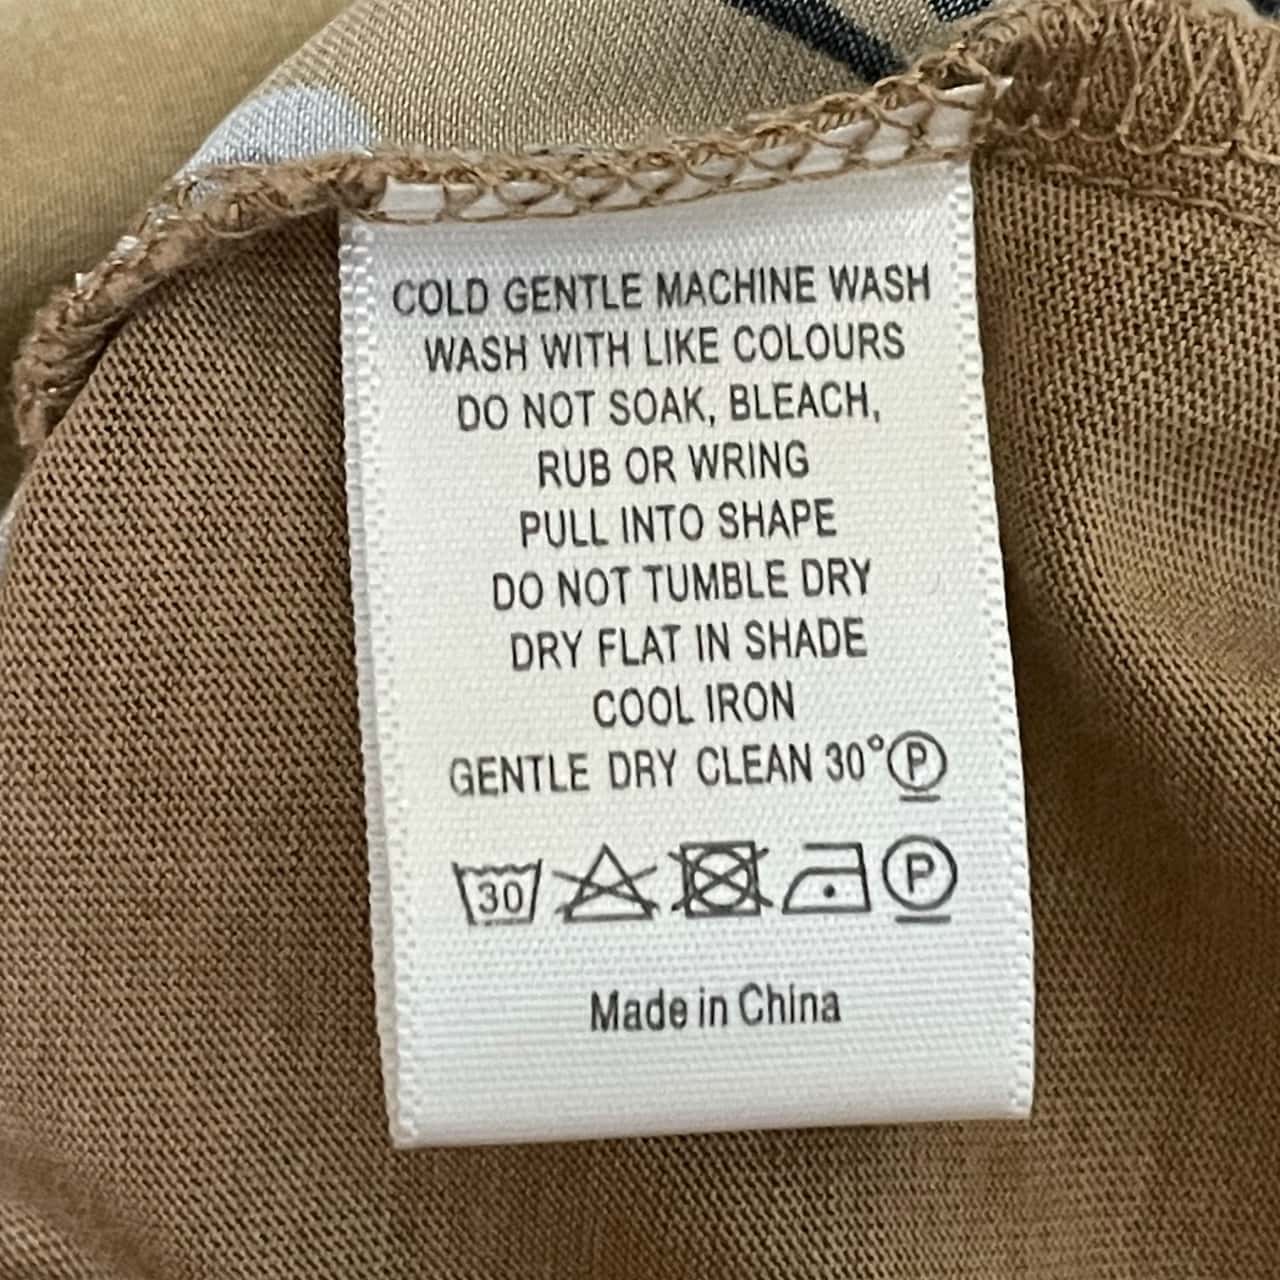 COLD GENTLE MACHINE WASH
WASH WITH LIKE COLOURS
DO NOT SOAK, BLEACH,
RUB OR WRING
PULL INTO SHAPE
DO NOT TUMBLE DRY
DRY FLAT IN SHADE
COOL IRON
GENTLE DRY CLEAN 30° P
30 P
Made in China